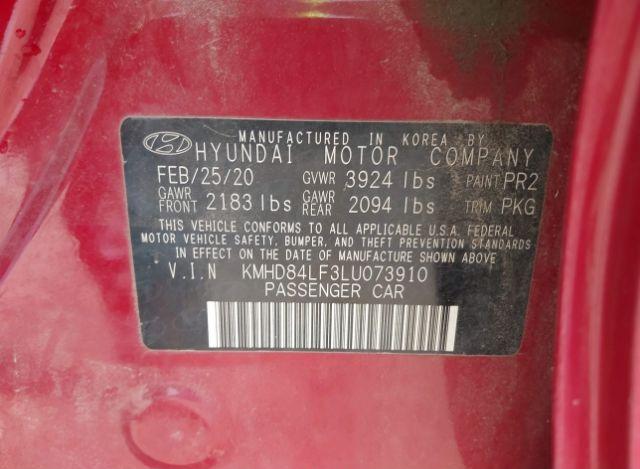 MANUFACTURED IN KOREA BY
HYUNDAI MOTOR COMPANY
FEB/25/20 GVWR 3924 lbs PAINT PR2
GAWR FRONT 2183 lbs GAWR REAR 2094 lbs TRIM PKG
THIS VEHICLE CONFORMS TO ALL APPLICABLE U.S.A. FEDERAL
MOTOR VEHICLE SAFETY, BUMPER, AND THEFT PREVENTION STANDARDS
IN EFFECT ON THE DATE OF MANUFACTURE SHOWN ABOVE.
V.I.N KMHD84LF3LU073910
PASSENGER CAR